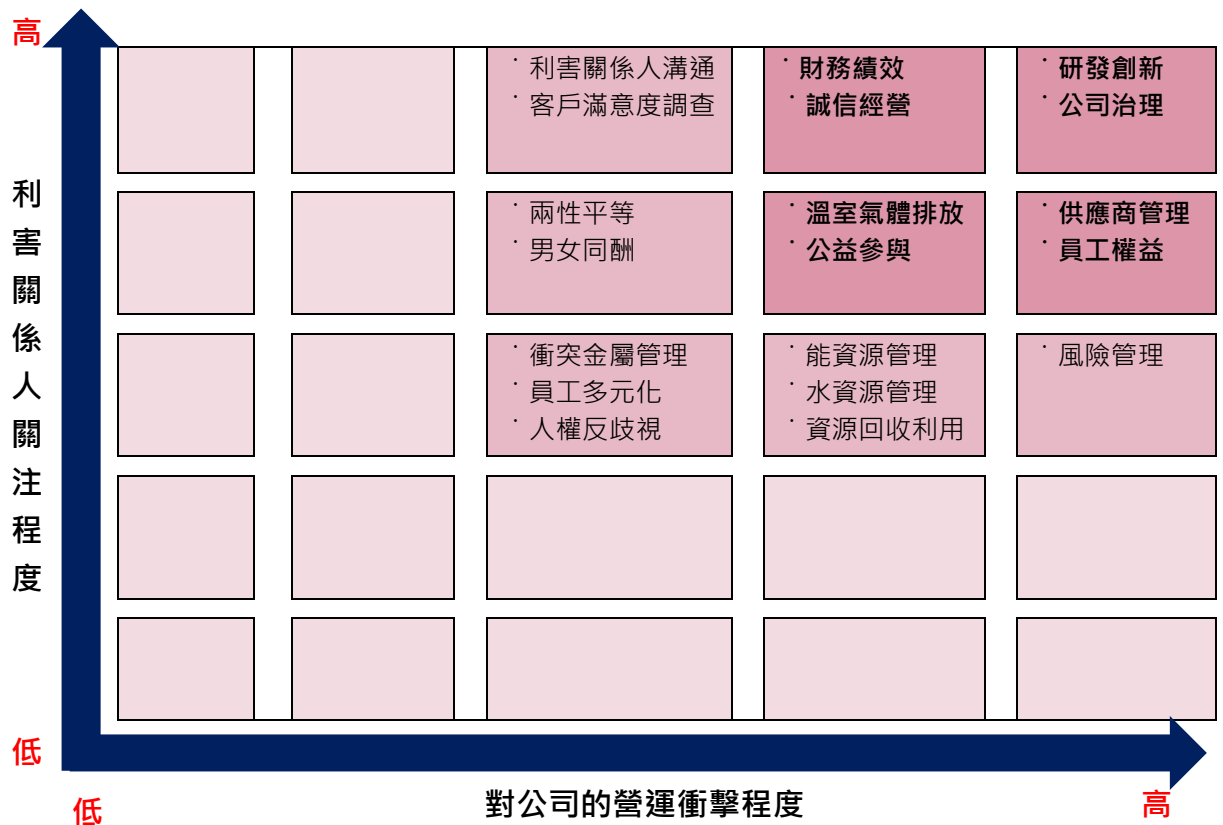 高
利害關係人關注程度
˙利害關係人溝通
˙客戶滿意度調查
˙財務績效
˙誠信經營
˙研發創新
˙公司治理
˙兩性平等
˙男女同酬
˙溫室氣體排放
˙公益參與
˙供應商管理
˙員工權益
˙衝突金屬管理
˙員工多元化
˙人權反歧視
˙能資源管理
˙水資源管理
˙資源回收利用
˙風險管理
低
低
對公司的營運衝擊程度
高